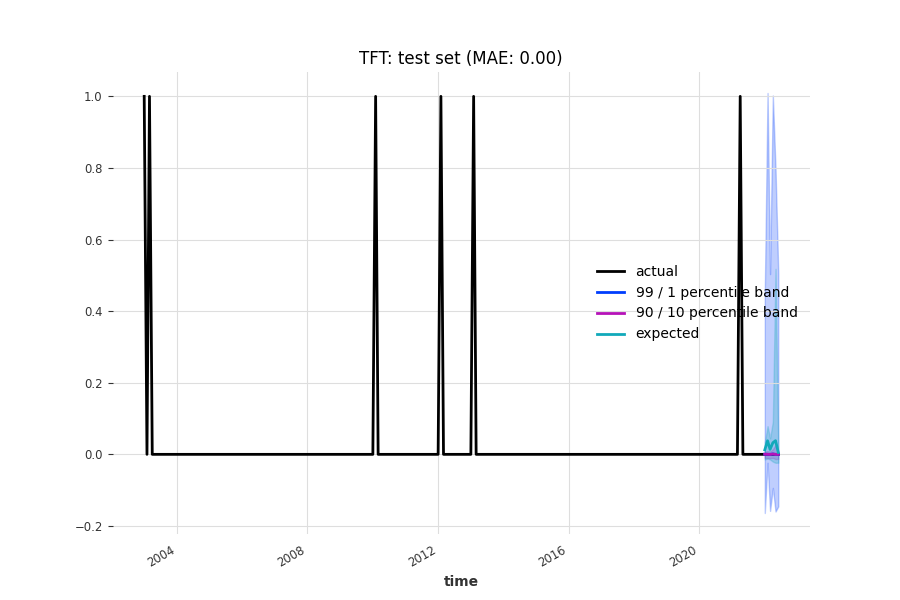 TFT: test set (MAE: 0.00)
1.0
0.8
0.6
0.4
0.2
0.0
−0.2
actual
99 / 1 percentile band
90 / 10 percentile band
expected
2004
2008
2012
2016
2020
time